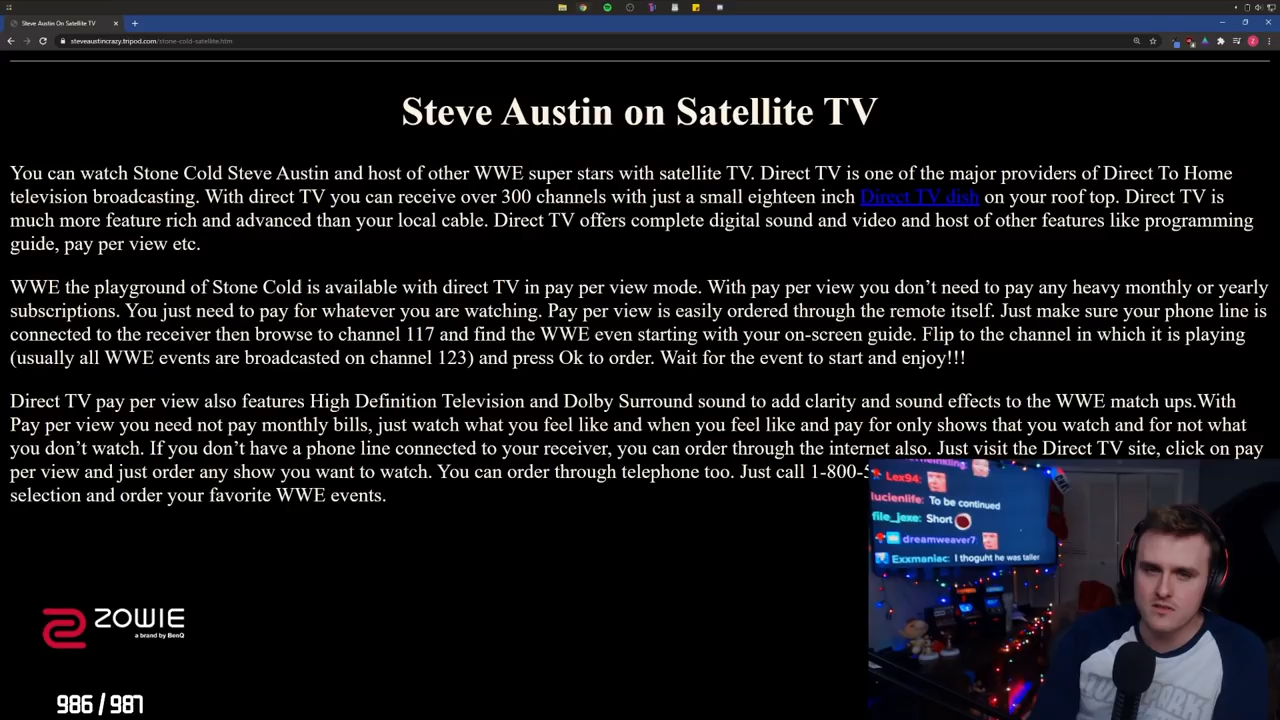 Steve Austin On Satellite TV
steveaustincrazy.tripod.com/stone-cold-satellite.htm
Steve Austin on Satellite TV
You can watch Stone Cold Steve Austin and host of other WWE super stars with satellite TV. Direct TV is one of the major providers of Direct To Home
television broadcasting. With direct TV you can receive over 300 channels with just a small eighteen inch Direct TV dish on your roof top. Direct TV is
much more feature rich and advanced than your local cable. Direct TV offers complete digital sound and video and host of other features like programming
guide, pay per view etc.
WWE the playground of Stone Cold is available with direct TV in pay per view mode. With pay per view you don’t need to pay any heavy monthly or yearly
subscriptions. You just need to pay for whatever you are watching. Pay per view is easily ordered through the remote itself. Just make sure your phone line is
connected to the receiver then browse to channel 117 and find the WWE even starting with your on-screen guide. Flip to the channel in which it is playing
(usually all WWE events are broadcasted on channel 123) and press Ok to order. Wait for the event to start and enjoy!!!
Direct TV pay per view also features High Definition Television and Dolby Surround sound to add clarity and sound effects to the WWE match ups.With
Pay per view you need not pay monthly bills, just watch what you feel like and when you feel like and pay for only shows that you watch and for not what
you don’t watch. If you don’t have a phone line connected to your receiver, you can order through the internet also. Just visit the Direct TV site, click on pay
per view and just order any show you want to watch. You can order through telephone too. Just call 1-800-5
selection and order your favorite WWE events.
Lex94:
lucienlife: To be continued
file_jexe: Short
dreamweaver7:
Exxmaniac: I thoguht he was taller
ZOWIE
a brand by BenQ
986 / 987